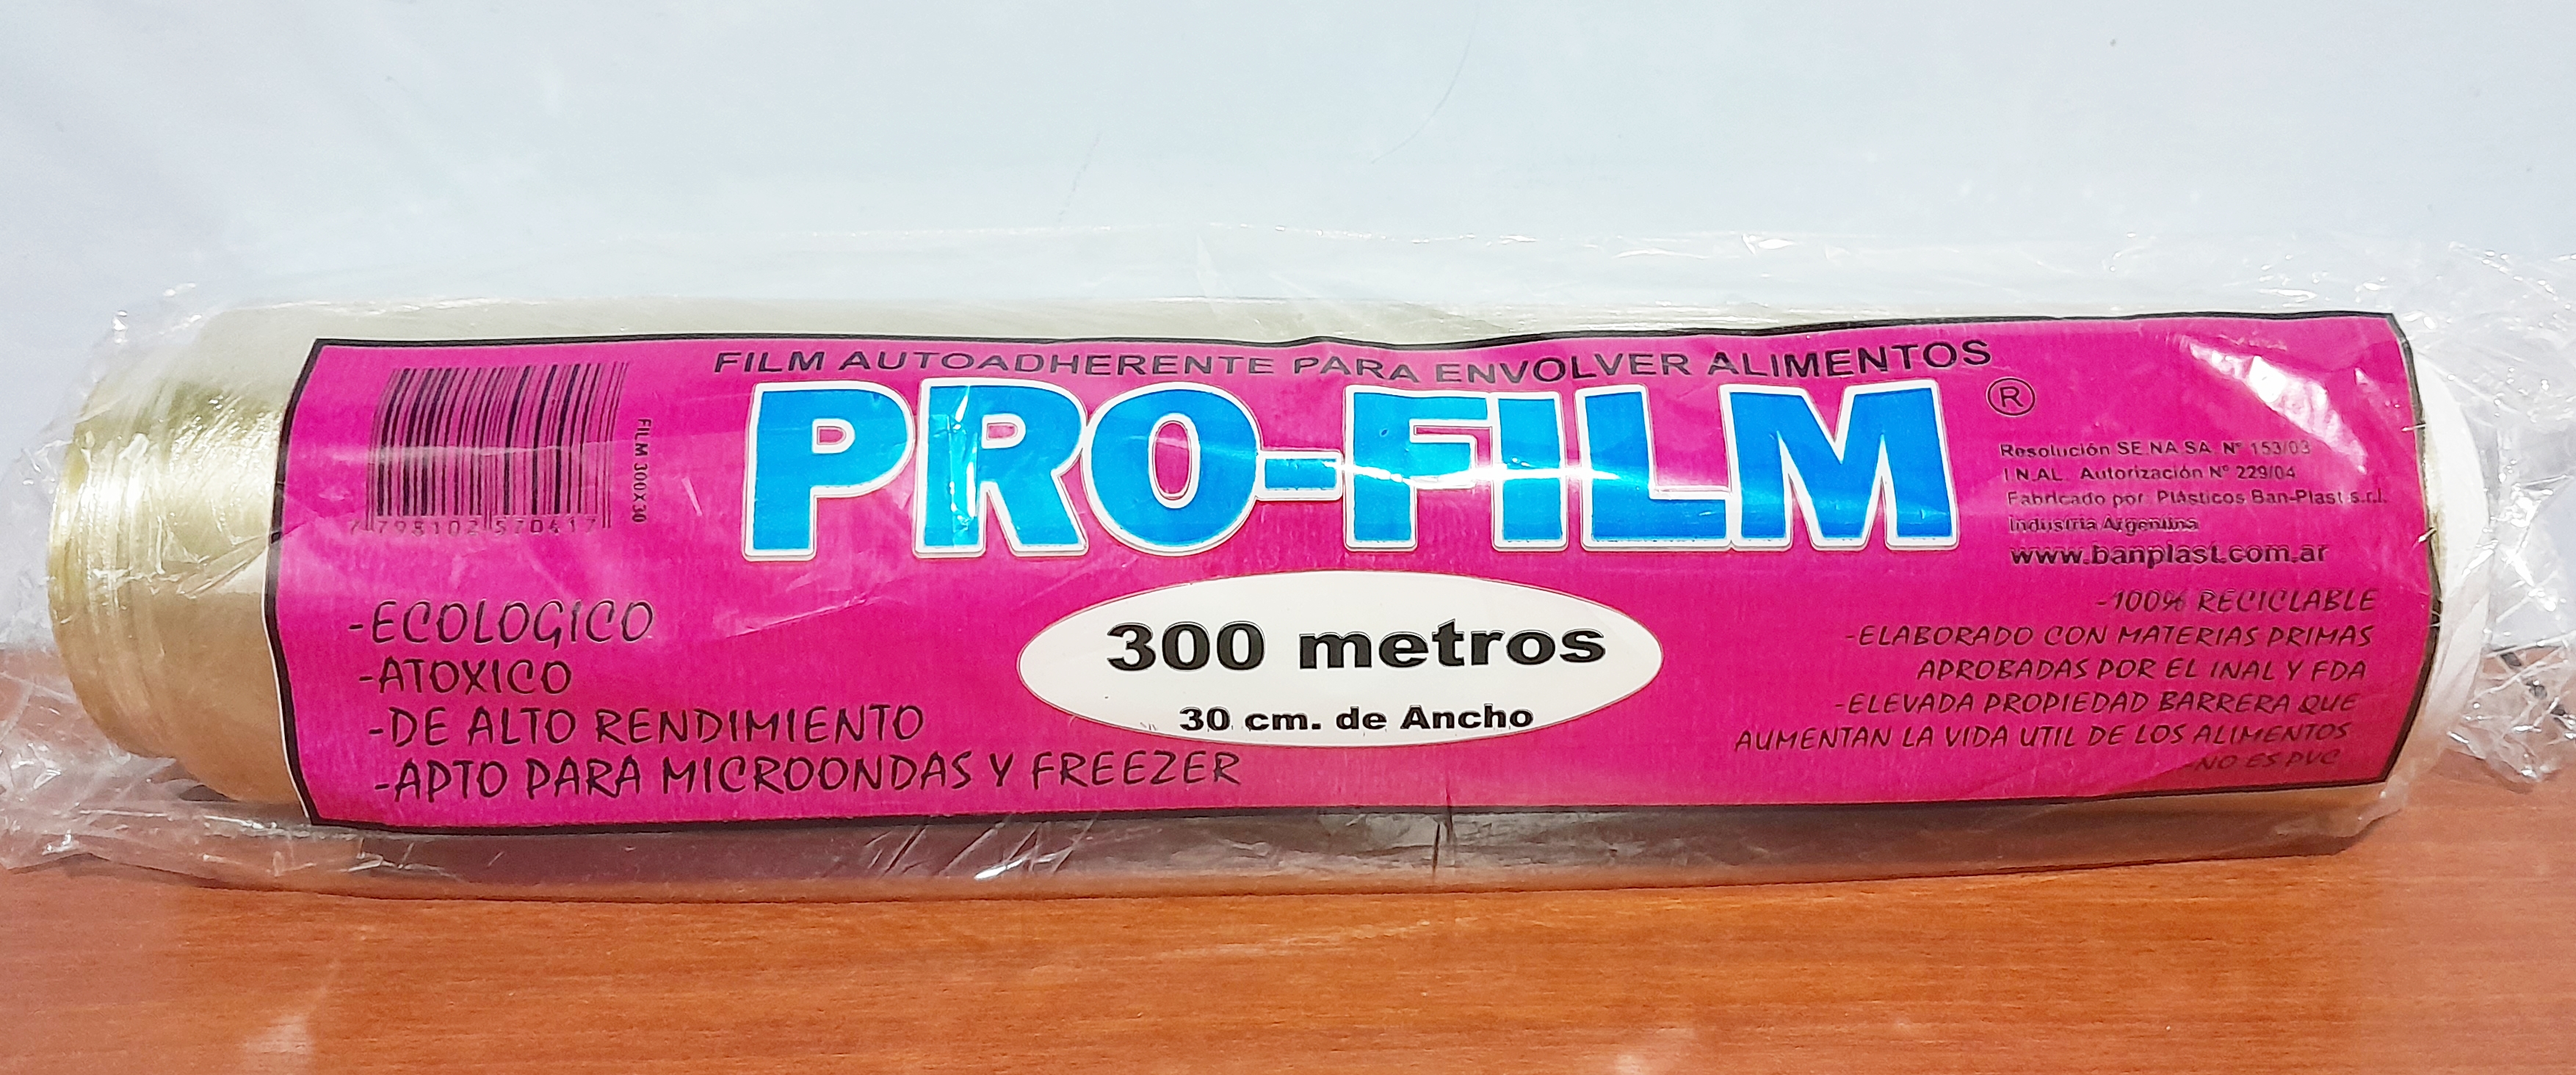 FILM AUTOADHERENTE PARA ENVOLVER ALIMENTOS
PRO-FILM
®
7 798102 570417
FILM 300X30
Resolución SE.NA.SA. Nº 153/03
I.N.AL. Autorización Nº 229/04
Fabricado por: Plásticos Ban-Plast s.r.l.
Industria Argentina
www.banplast.com.ar
300 metros
30 cm. de Ancho
-ECOLOGICO
-ATOXICO
-DE ALTO RENDIMIENTO
-APTO PARA MICROONDAS Y FREEZER
-100% RECICLABLE
-ELABORADO CON MATERIAS PRIMAS
APROBADAS POR EL INAL Y FDA
-ELEVADA PROPIEDAD BARRERA QUE
AUMENTAN LA VIDA UTIL DE LOS ALIMENTOS
-NO ES PVC